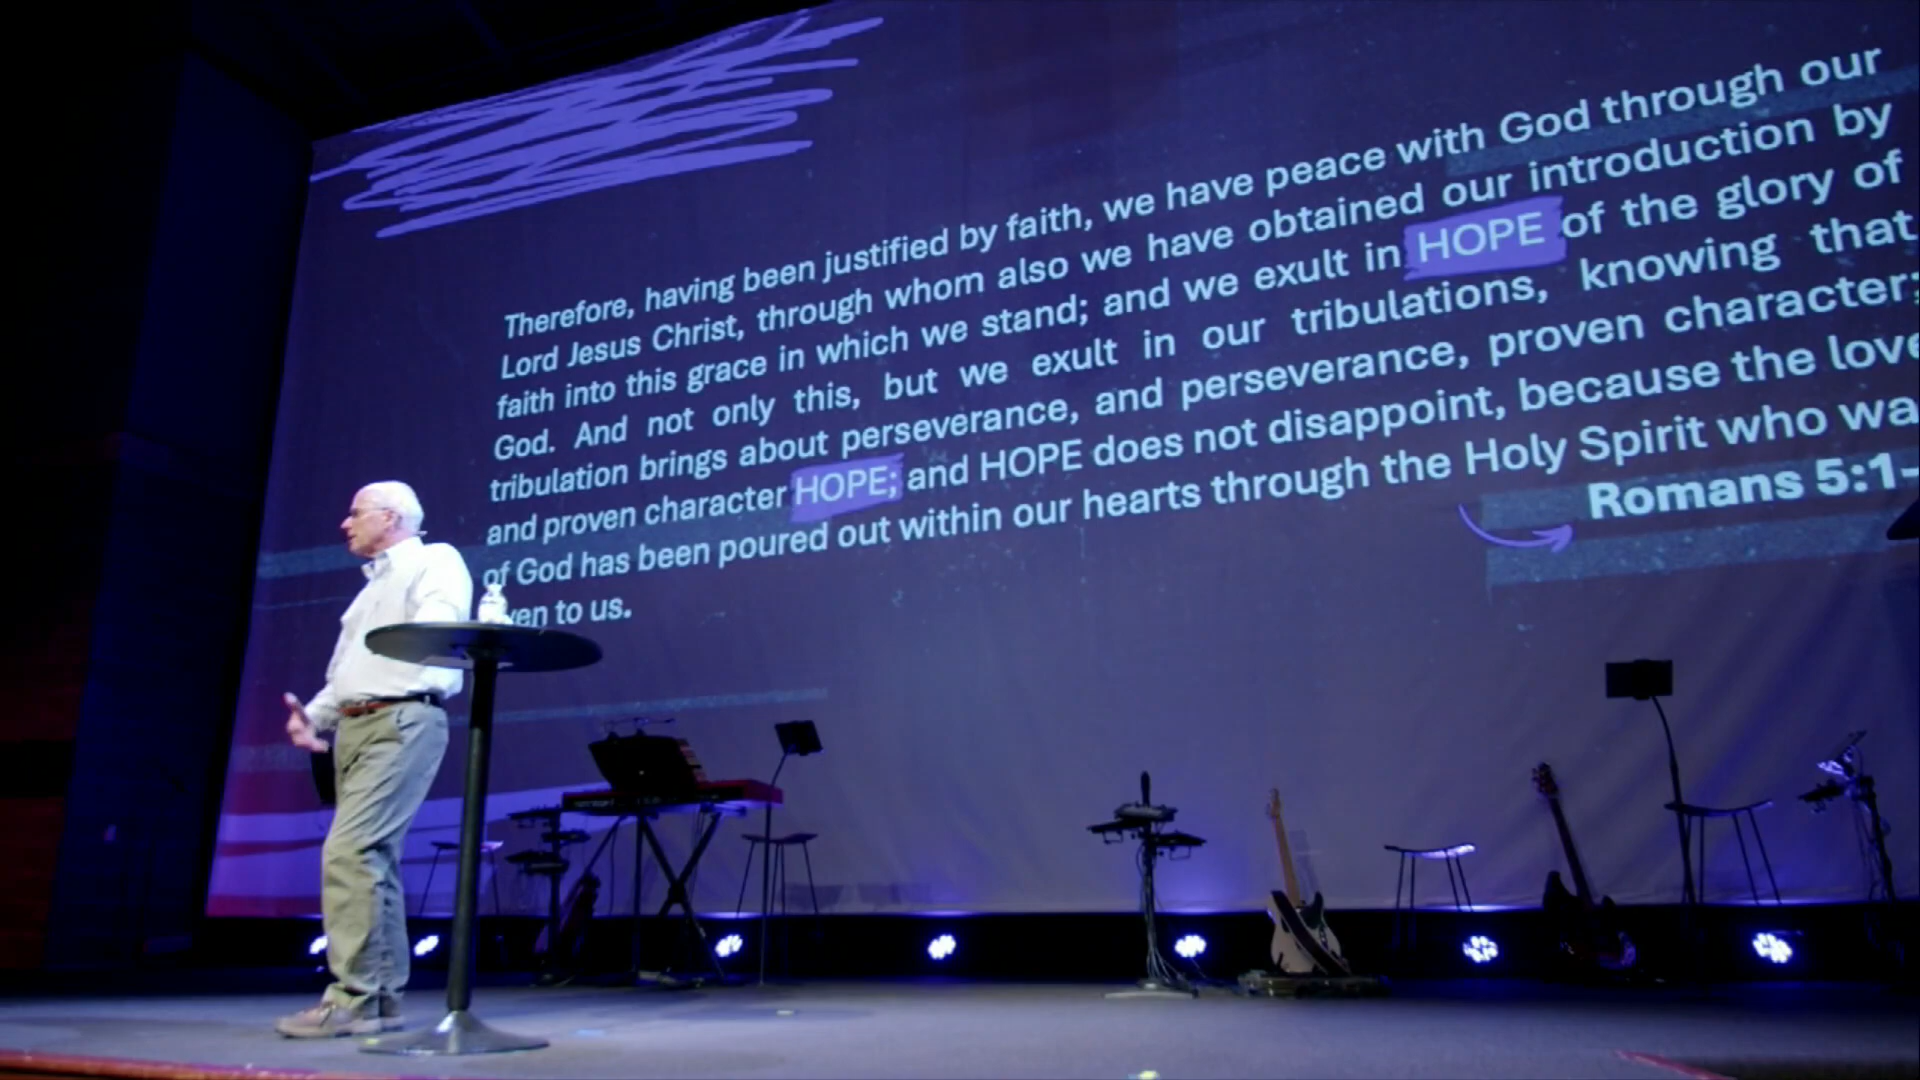 Therefore, having been justified by faith, we have peace with God through our
Lord Jesus Christ, through whom also we have obtained our introduction by
faith into this grace in which we stand; and we exult in HOPE of the glory of
God. And not only this, but we exult in our tribulations, knowing that
tribulation brings about perseverance, and perseverance, proven character;
and proven character HOPE; and HOPE does not disappoint, because the love
of God has been poured out within our hearts through the Holy Spirit who wa
ven to us.
Romans 5:1-